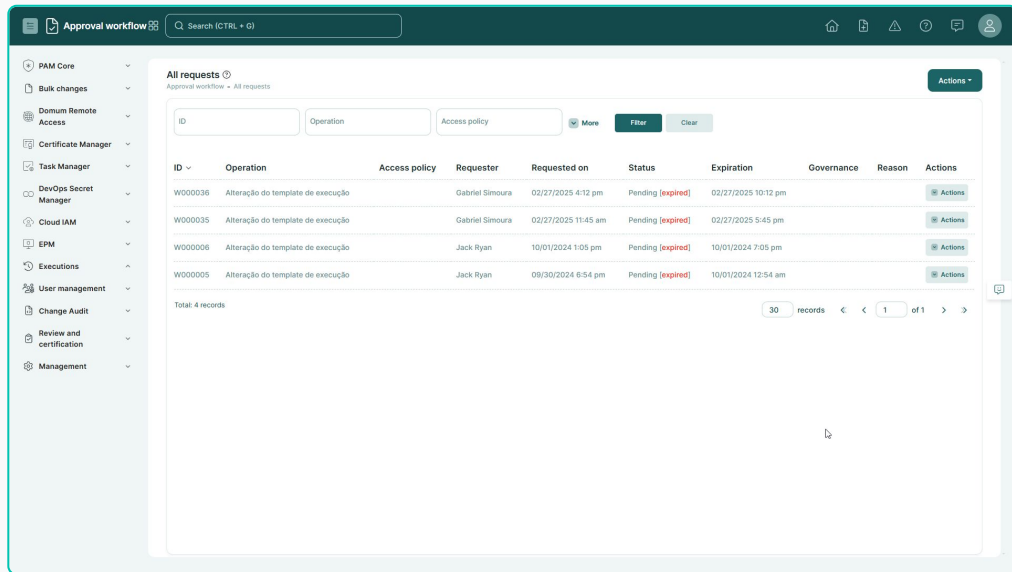 Approval workflow
Search (CTRL + G)
PAM Core
Bulk changes
Domum Remote
Access
Certificate Manager
Task Manager
DevOps Secret
Manager
Cloud IAM
EPM
Executions
User management
Change Audit
Review and
certification
Management
All requests
Approval workflow • All requests
Actions
ID Operation Access policy More Filter Clear
ID Operation Access policy Requester Requested on Status Expiration Governance Reason Actions
W000036 Alteração do template de execução Gabriel Simoura 02/27/2025 4:12 pm Pending [expired] 02/27/2025 10:12 pm Actions
W000035 Alteração do template de execução Gabriel Simoura 02/27/2025 11:45 am Pending [expired] 02/27/2025 5:45 pm Actions
W000006 Alteração do template de execução Jack Ryan 10/01/2024 1:05 pm Pending [expired] 10/01/2024 7:05 pm Actions
W000005 Alteração do template de execução Jack Ryan 09/30/2024 6:54 pm Pending [expired] 10/01/2024 12:54 am Actions
Total: 4 records
30 records 1 of 1